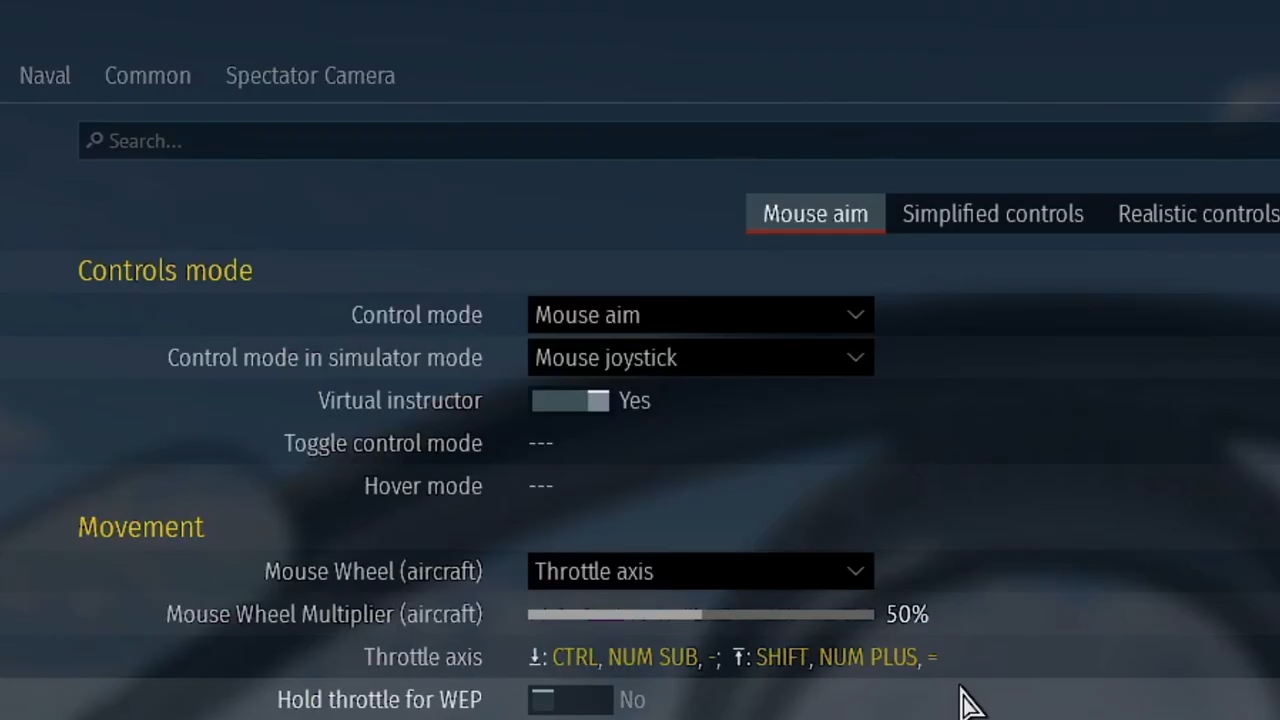 Naval Common Spectator Camera
Search...
Mouse aim Simplified controls Realistic controls
Controls mode
Control mode Mouse aim
Control mode in simulator mode Mouse joystick
Virtual instructor Yes
Toggle control mode ---
Hover mode ---
Movement
Mouse Wheel (aircraft) Throttle axis
Mouse Wheel Multiplier (aircraft) 50%
Throttle axis ↓: CTRL, NUM SUB, -; ↑: SHIFT, NUM PLUS, =
Hold throttle for WEP No